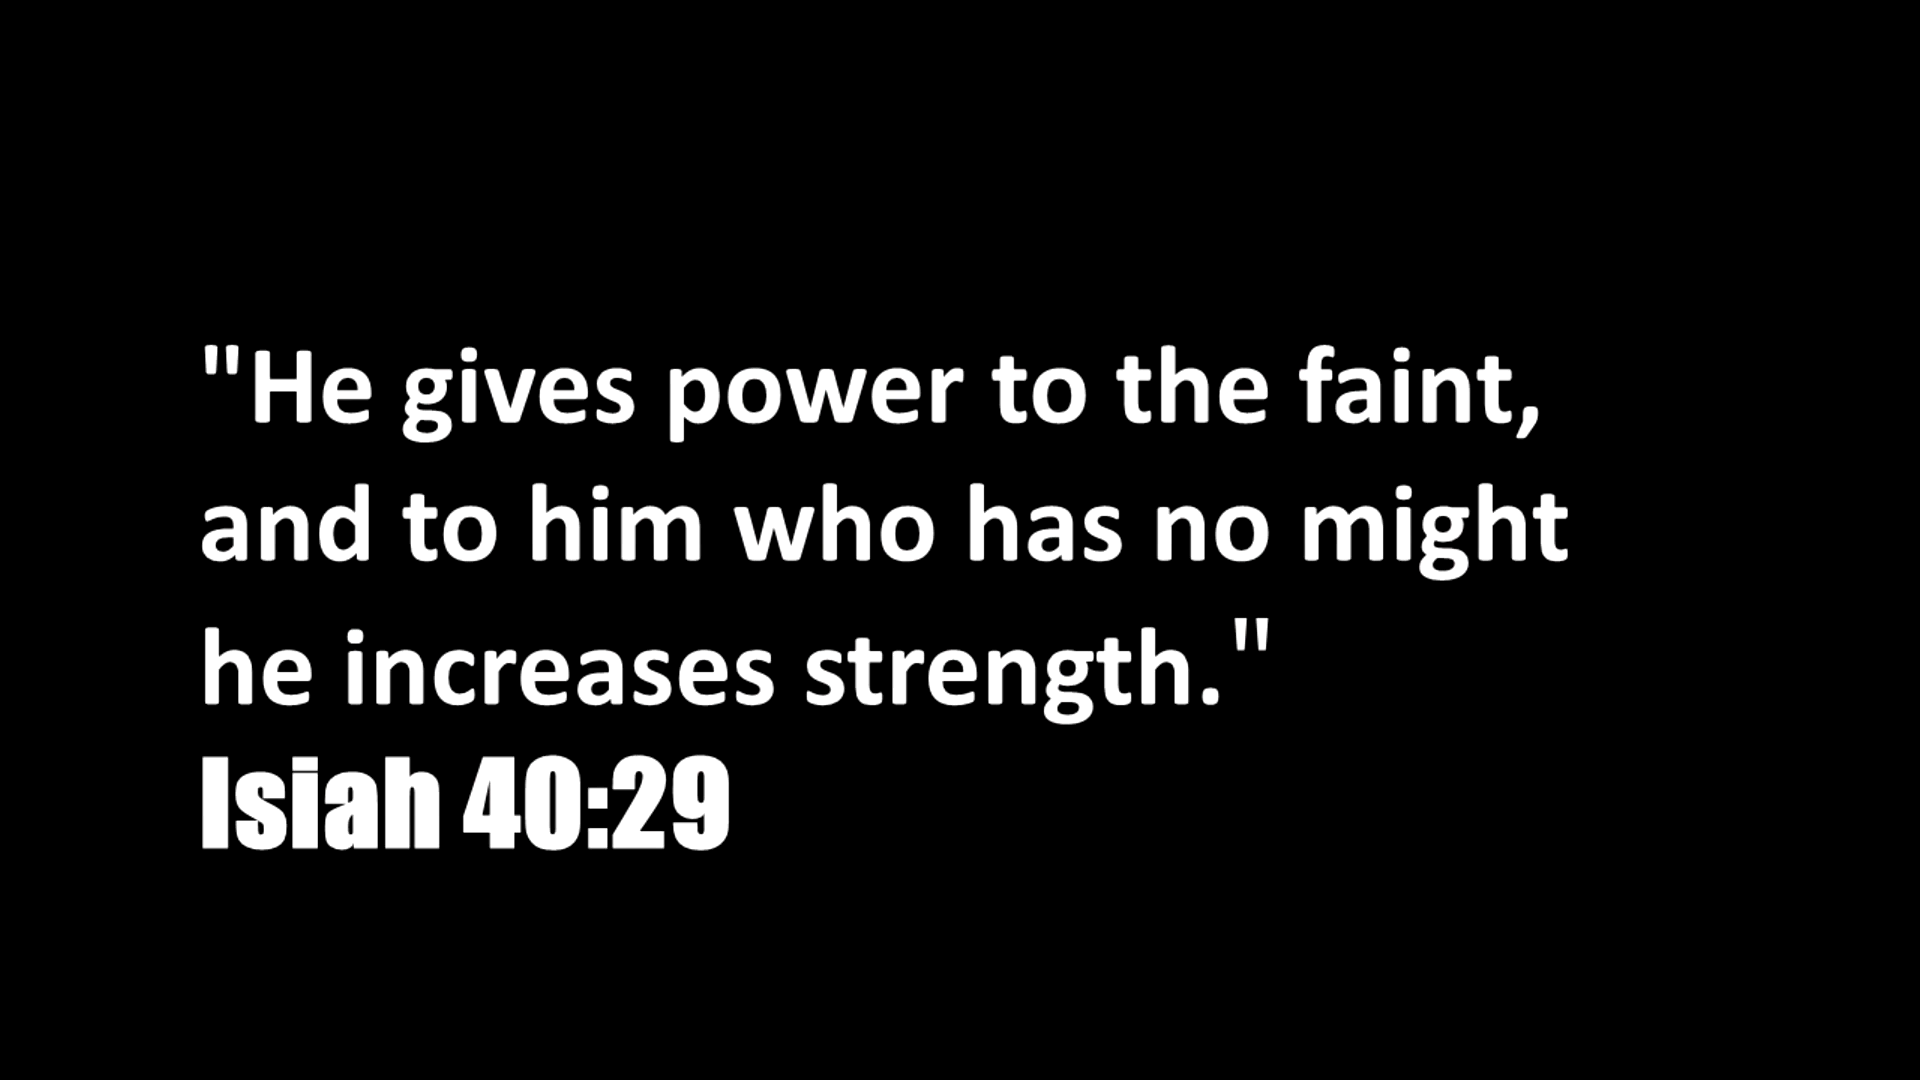 "He gives power to the faint,
and to him who has no might
he increases strength."
Isiah 40:29